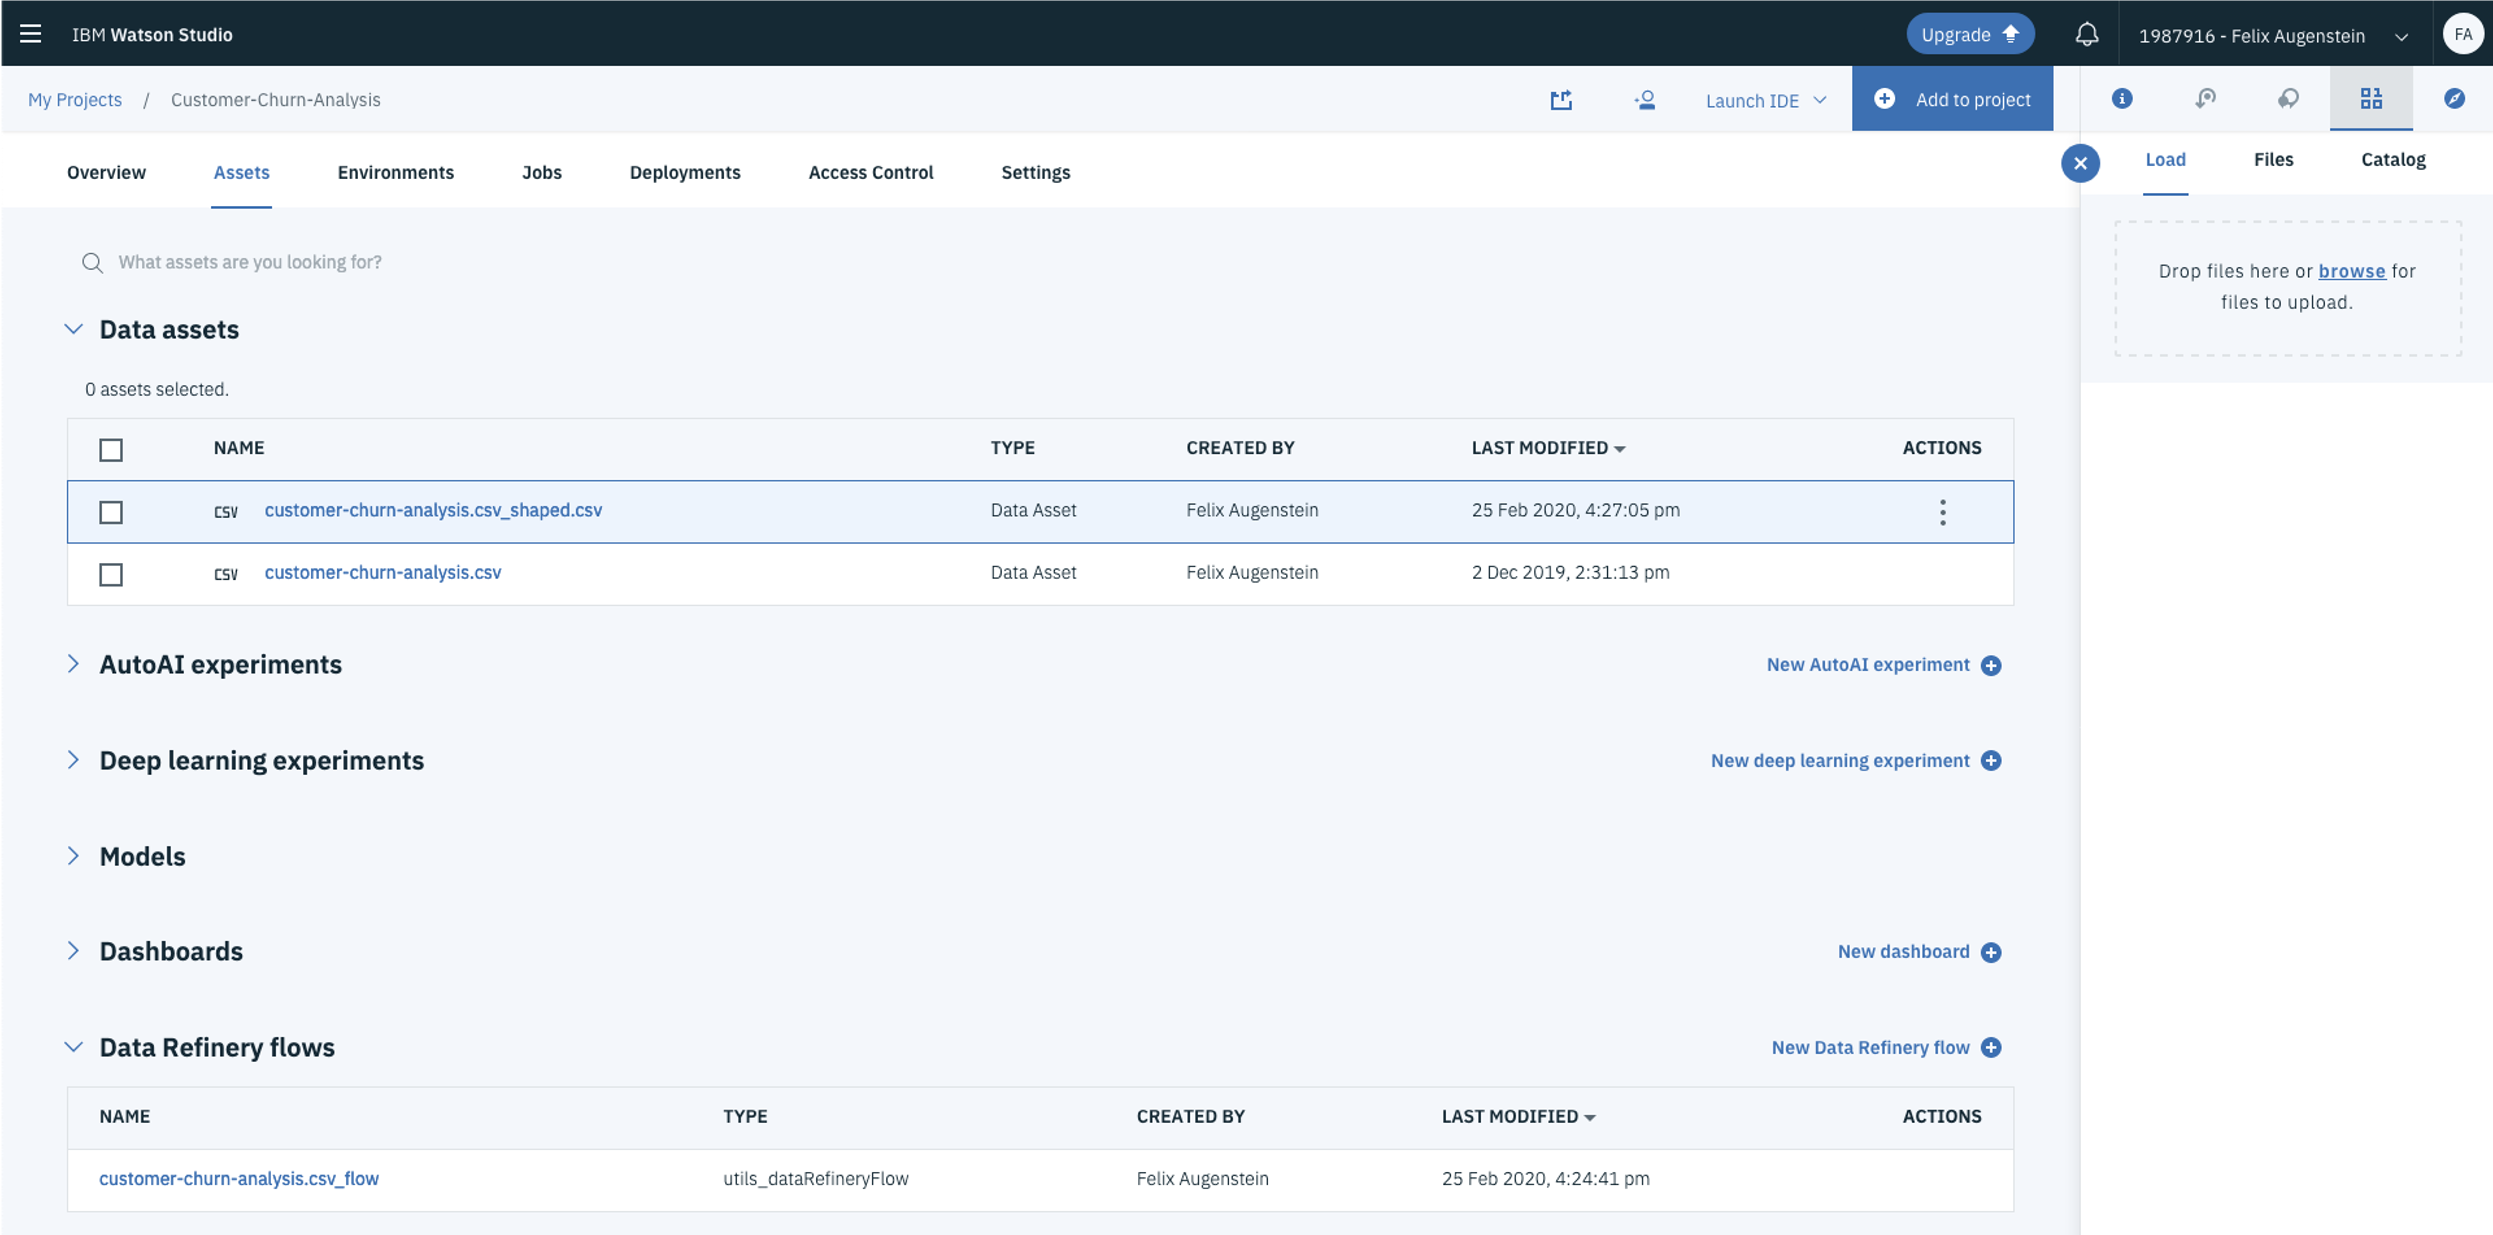 IBM Watson Studio
Upgrade
1987916 - Felix Augenstein
FA
My Projects / Customer-Churn-Analysis
Launch IDE
Add to project
Overview
Assets
Environments
Jobs
Deployments
Access Control
Settings
Load
Files
Catalog
Drop files here or browse for
files to upload.
What assets are you looking for?
Data assets
0 assets selected.
NAME TYPE CREATED BY LAST MODIFIED ACTIONS
CSV customer-churn-analysis.csv_shaped.csv Data Asset Felix Augenstein 25 Feb 2020, 4:27:05 pm
CSV customer-churn-analysis.csv Data Asset Felix Augenstein 2 Dec 2019, 2:31:13 pm
AutoAI experiments New AutoAI experiment
Deep learning experiments New deep learning experiment
Models
Dashboards New dashboard
Data Refinery flows New Data Refinery flow
NAME TYPE CREATED BY LAST MODIFIED ACTIONS
customer-churn-analysis.csv_flow utils_dataRefineryFlow Felix Augenstein 25 Feb 2020, 4:24:41 pm